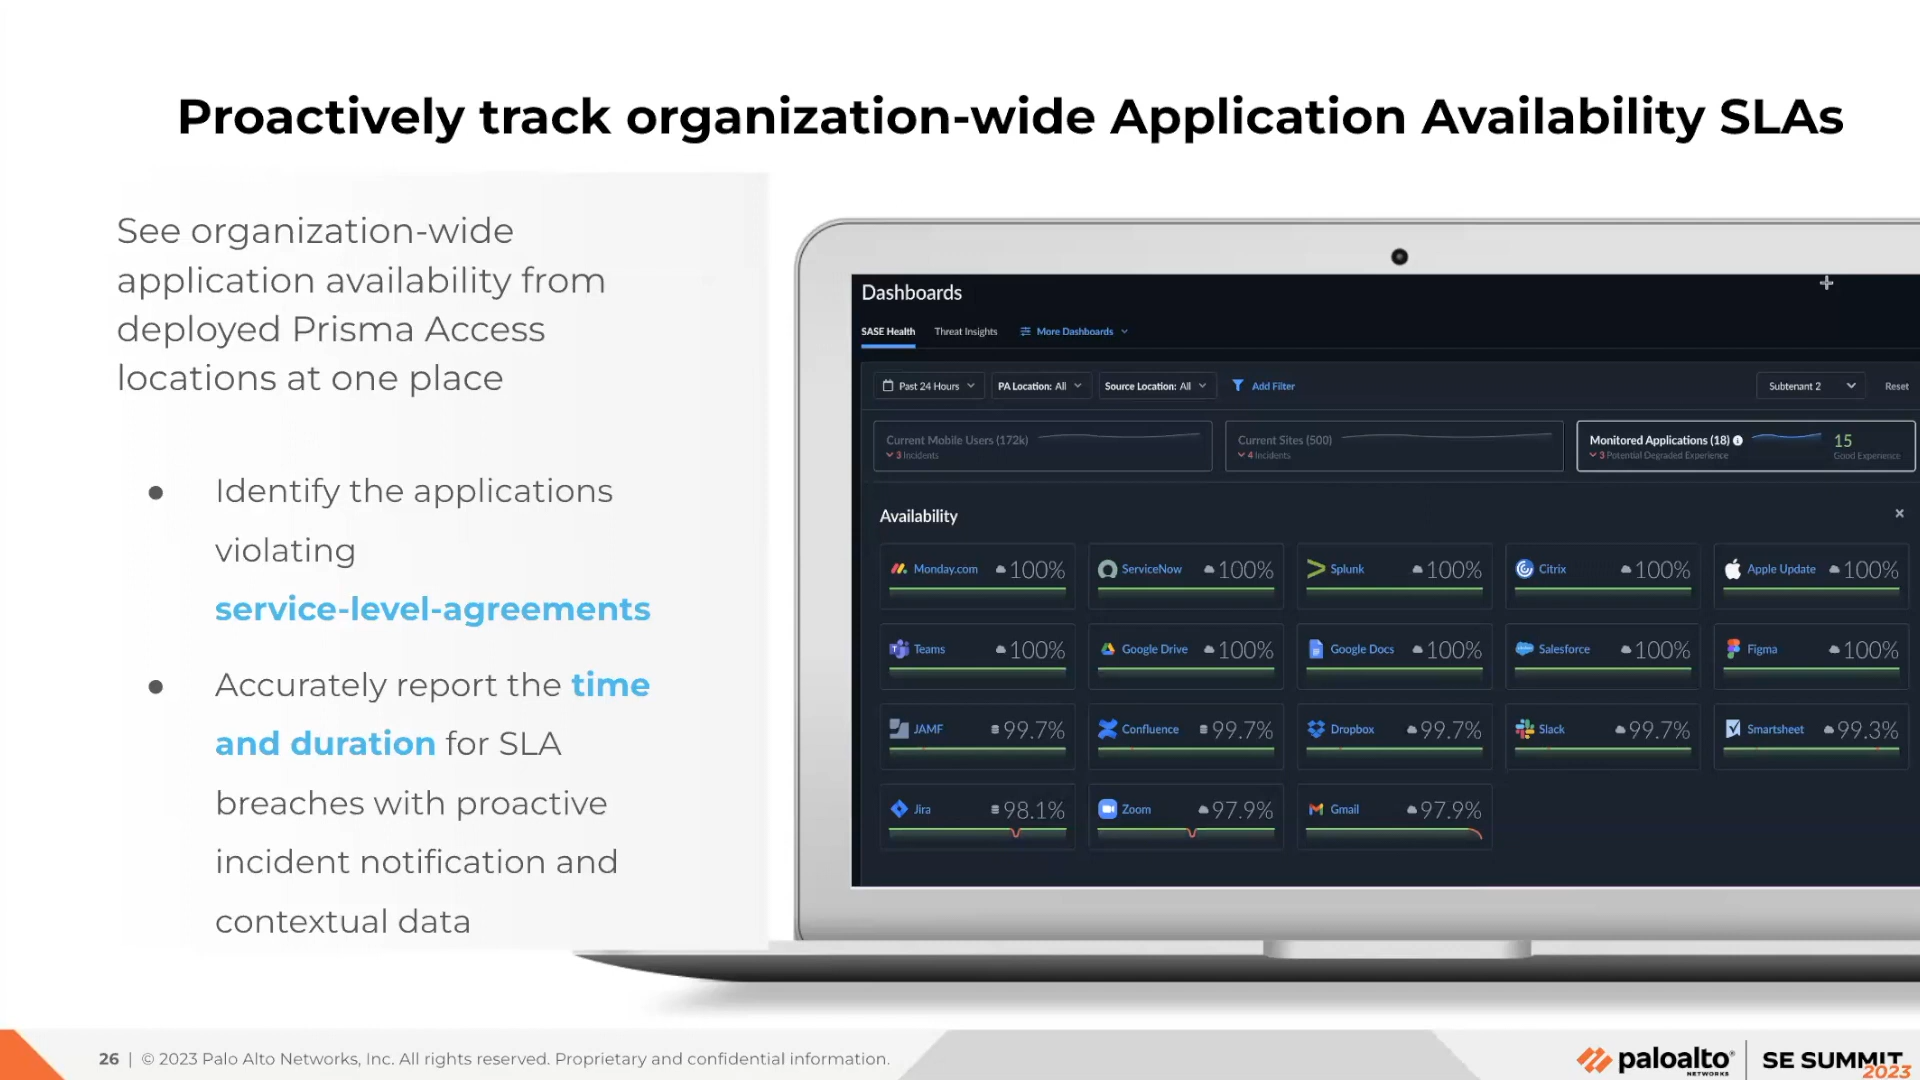 Proactively track organization-wide Application Availability SLAs
See organization-wide
application availability from
deployed Prisma Access
locations at one place
● Identify the applications
violating
service-level-agreements
● Accurately report the time
and duration for SLA
breaches with proactive
incident notification and
contextual data
Dashboards
SASE Health Threat Insights More Dashboards
Past 24 Hours PA Location: All Source Location: All Add Filter Subtenant 2 Reset
Current Mobile Users (172k)
3 Incidents
Current Sites (500)
4 Incidents
Monitored Applications (18) 15
3 Potential Degraded Experience Good Experience
Availability
Monday.com 100% ServiceNow 100% Splunk 100% Citrix 100% Apple Update 100%
Teams 100% Google Drive 100% Google Docs 100% Salesforce 100% Figma 100%
JAMF 99.7% Confluence 99.7% Dropbox 99.7% Slack 99.7% Smartsheet 99.3%
Jira 98.1% Zoom 97.9% Gmail 97.9%
26 | © 2023 Palo Alto Networks, Inc. All rights reserved. Proprietary and confidential information.
paloalto
NETWORKS
SE SUMMIT
2023